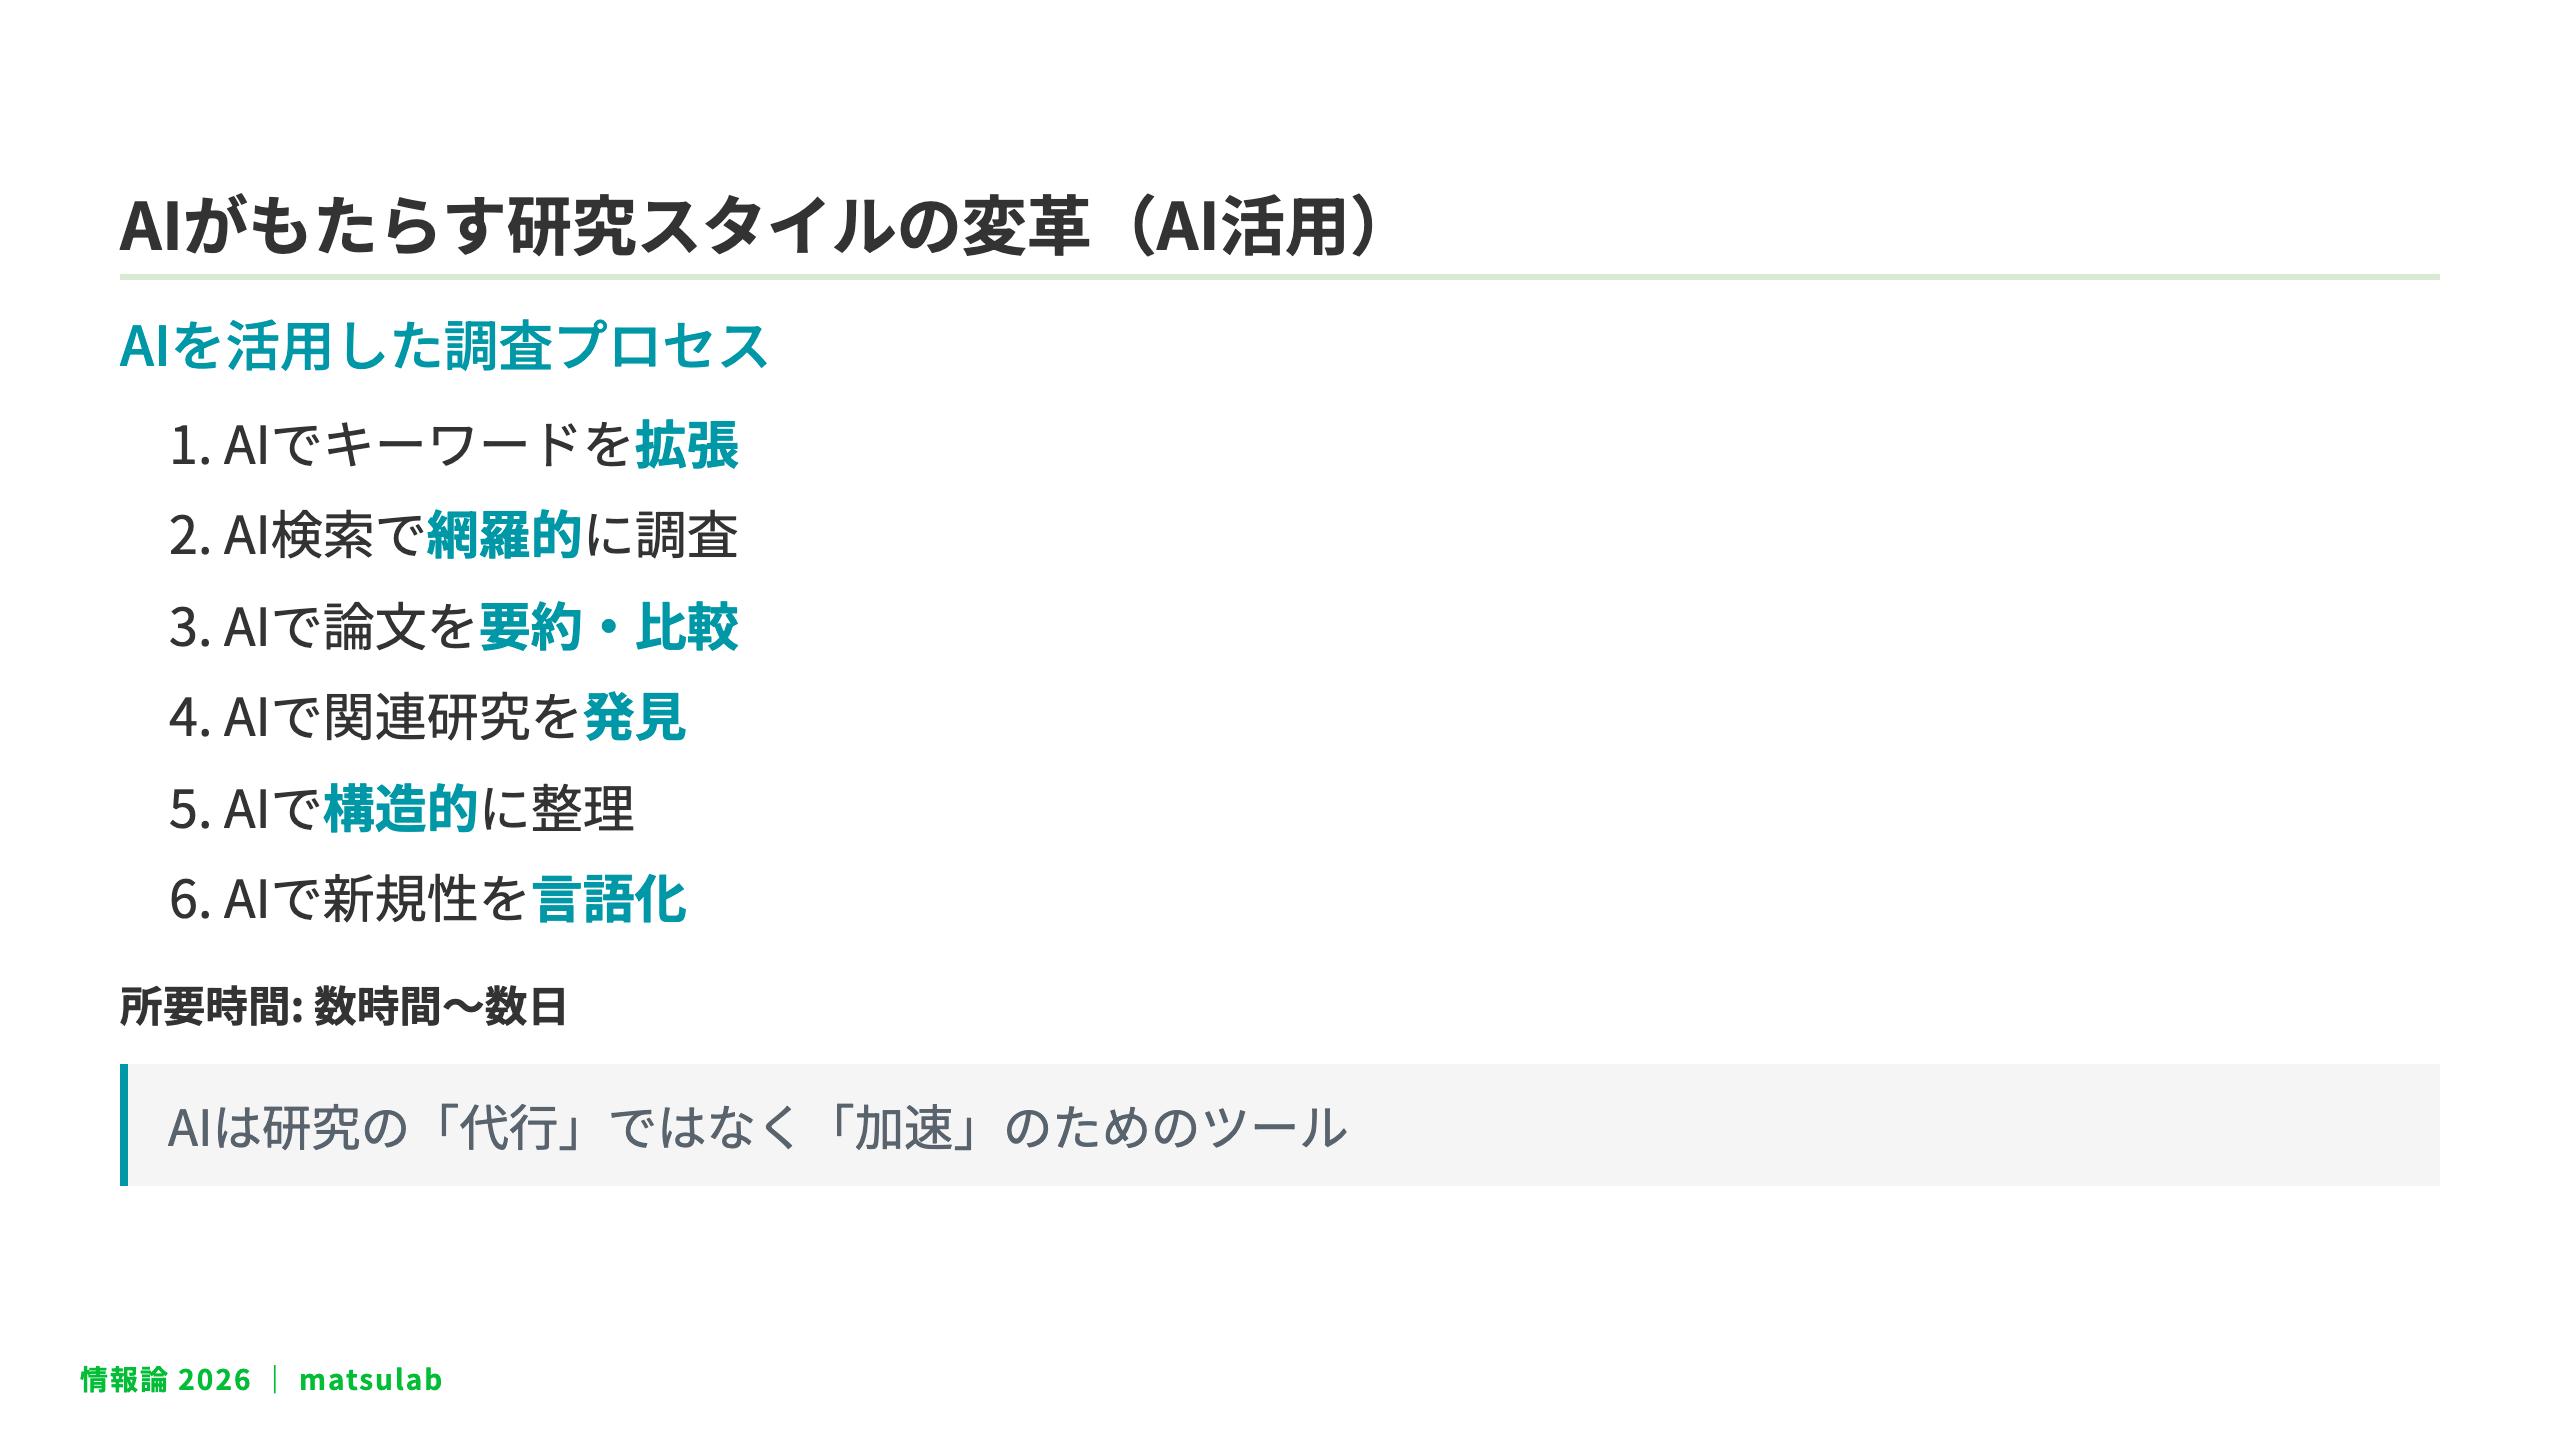 AIがもたらす研究スタイルの変革（AI活用）
AIを活用した調査プロセス
1. AIでキーワードを拡張
2. AI検索で網羅的に調査
3. AIで論文を要約・比較
4. AIで関連研究を発見
5. AIで構造的に整理
6. AIで新規性を言語化
所要時間: 数時間〜数日
AIは研究の「代行」ではなく「加速」のためのツール
情報論 2026 ｜ matsulab